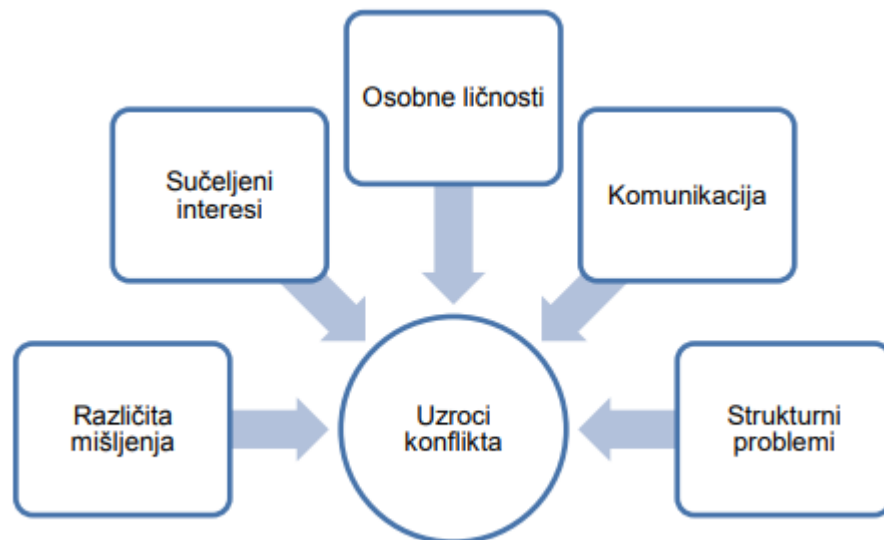 Osobne ličnosti
Sučeljeni
interesi
Komunikacija
Različita
mišljenja
Uzroci
konflikta
Strukturni
problemi